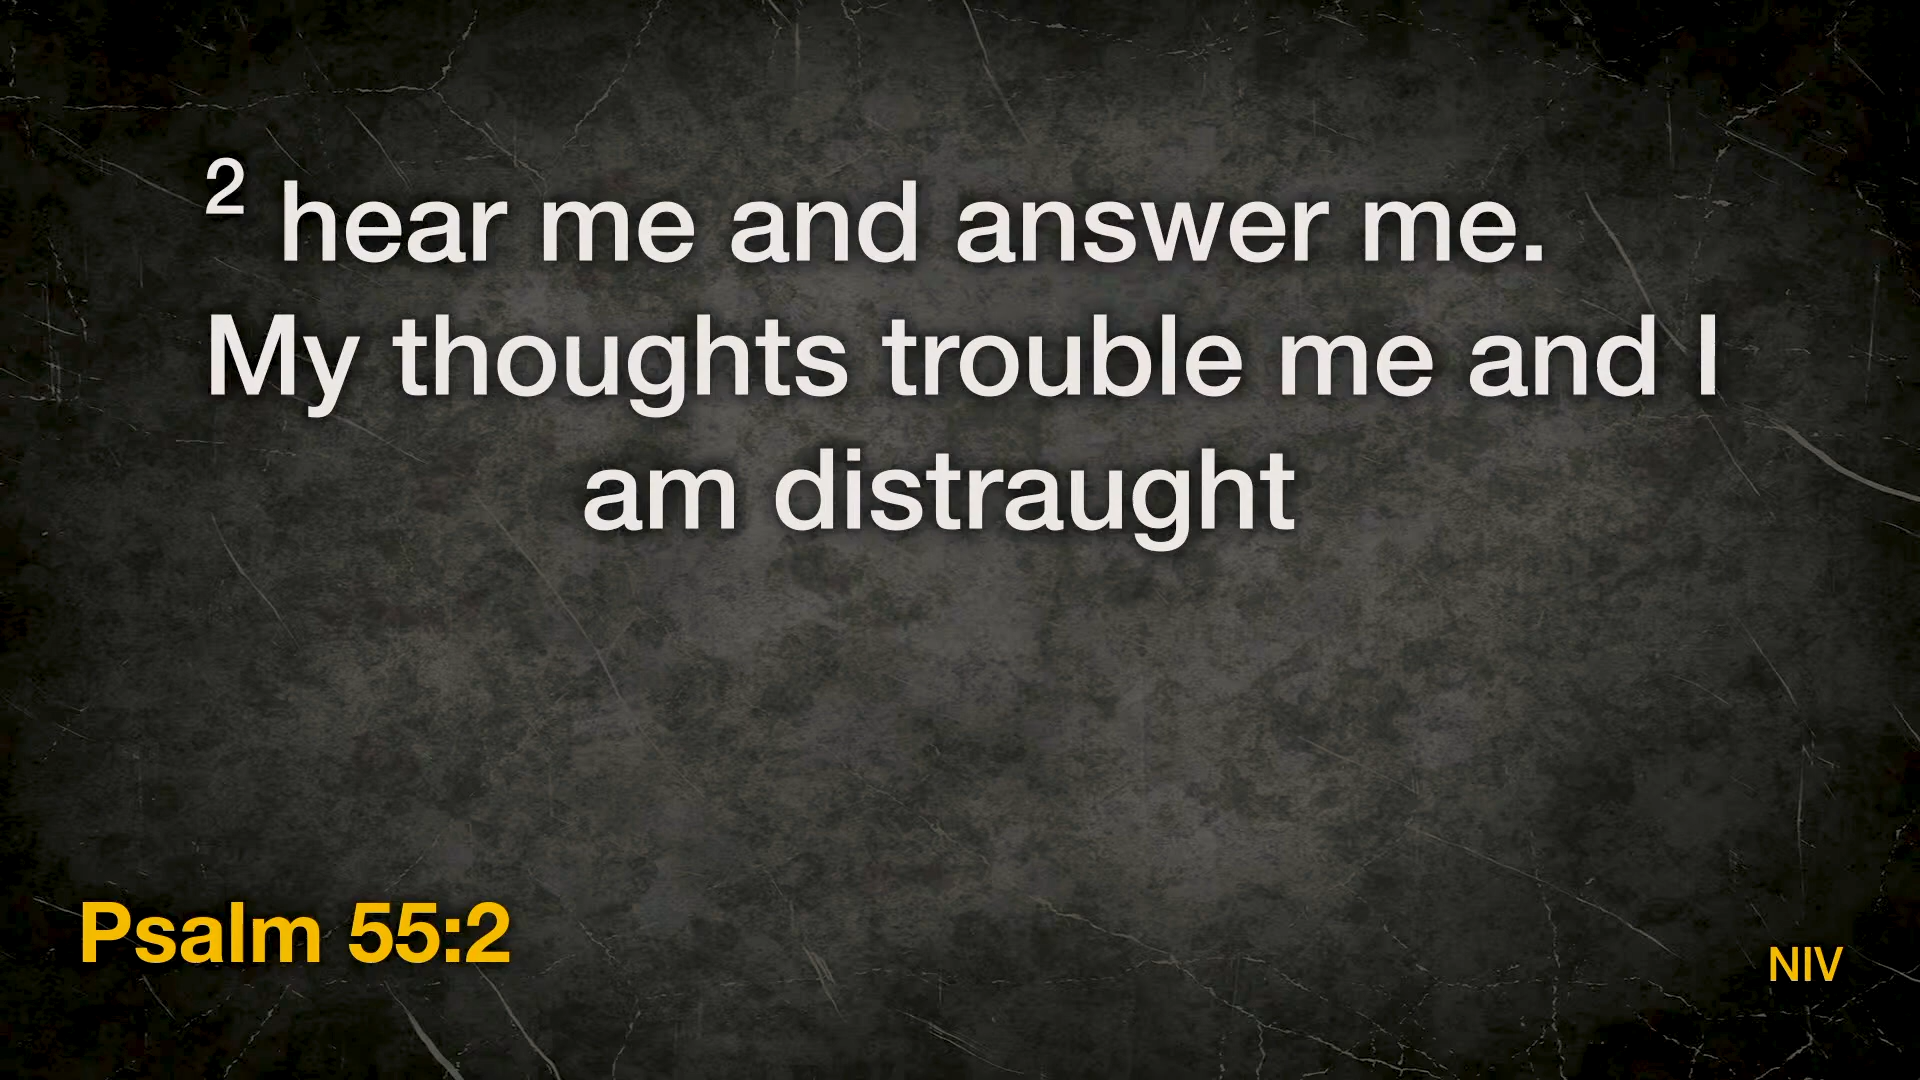 2 hear me and answer me.
My thoughts trouble me and I
am distraught
Psalm 55:2
NIV